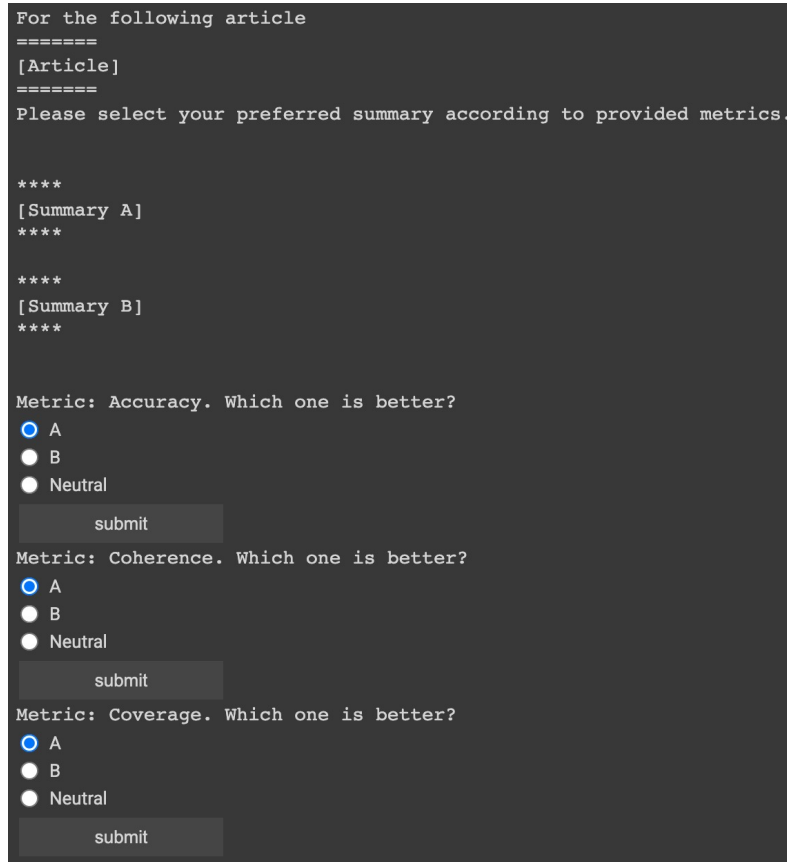 For the following article
=======
[Article]
=======
Please select your preferred summary according to provided metrics.
****
[Summary A]
****
****
[Summary B]
****
Metric: Accuracy. Which one is better?
A
B
Neutral
submit
Metric: Coherence. Which one is better?
A
B
Neutral
submit
Metric: Coverage. Which one is better?
A
B
Neutral
submit